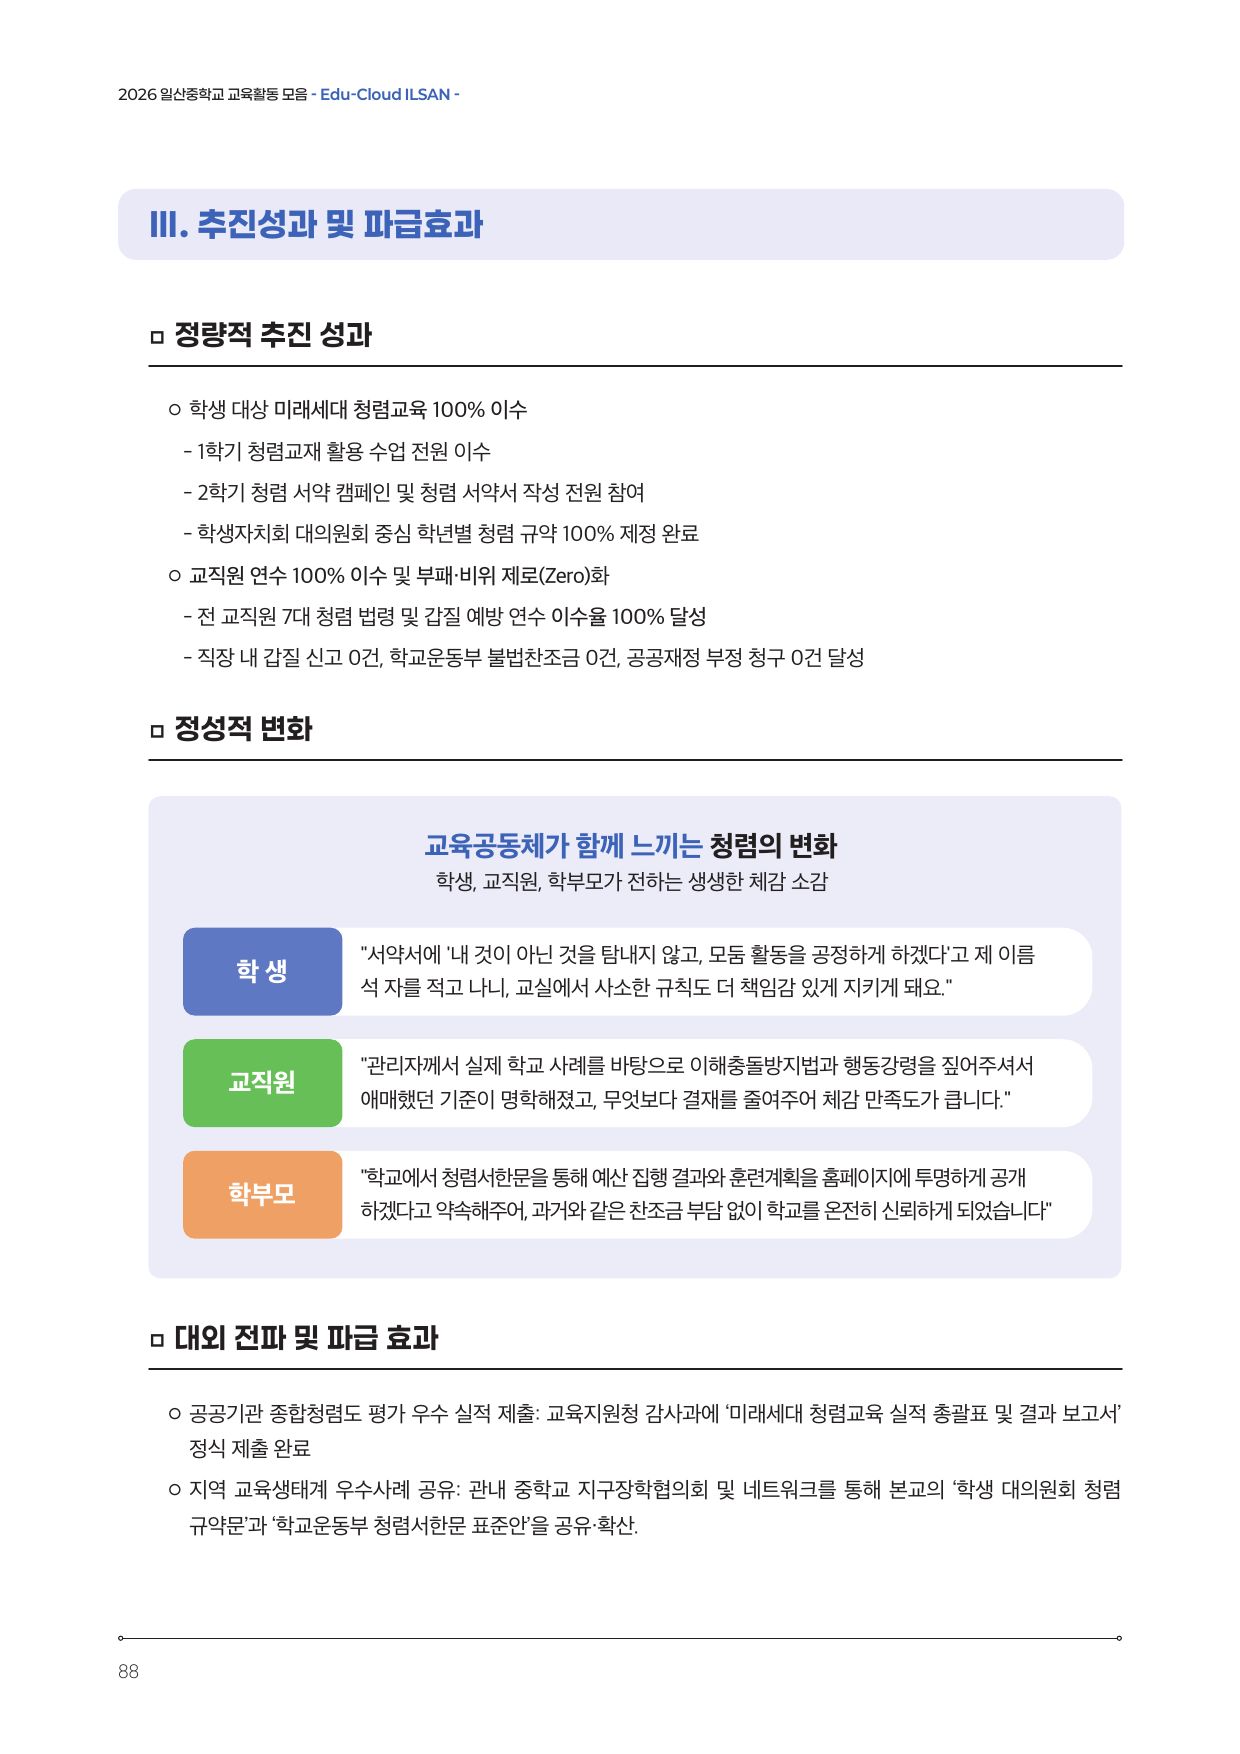 2026 일산중학교 교육활동 모음 - Edu-Cloud ILSAN -
III. 추진성과 및 파급효과
□ 정량적 추진 성과
○ 학생 대상 미래세대 청렴교육 100% 이수
- 1학기 청렴교재 활용 수업 전원 이수
- 2학기 청렴 서약 캠페인 및 청렴 서약서 작성 전원 참여
- 학생자치회 대의원회 중심 학년별 청렴 규약 100% 제정 완료
○ 교직원 연수 100% 이수 및 부패·비위 제로(Zero)화
- 전 교직원 7대 청렴 법령 및 갑질 예방 연수 이수율 100% 달성
- 직장 내 갑질 신고 0건, 학교운동부 불법찬조금 0건, 공공재정 부정 청구 0건 달성
□ 정성적 변화
교육공동체가 함께 느끼는 청렴의 변화
학생, 교직원, 학부모가 전하는 생생한 체감 소감
학 생
"서약서에 '내 것이 아닌 것을 탐내지 않고, 모둠 활동을 공정하게 하겠다'고 제 이름
석 자를 적고 나니, 교실에서 사소한 규칙도 더 책임감 있게 지키게 돼요."
교직원
"관리자께서 실제 학교 사례를 바탕으로 이해충돌방지법과 행동강령을 짚어주셔서
애매했던 기준이 명학해졌고, 무엇보다 결재를 줄여주어 체감 만족도가 큽니다."
학부모
"학교에서 청렴서한문을 통해 예산 집행 결과와 훈련계획을 홈페이지에 투명하게 공개
하겠다고 약속해주어, 과거와 같은 찬조금 부담 없이 학교를 온전히 신뢰하게 되었습니다"
□ 대외 전파 및 파급 효과
○ 공공기관 종합청렴도 평가 우수 실적 제출: 교육지원청 감사과에 ‘미래세대 청렴교육 실적 총괄표 및 결과 보고서’
정식 제출 완료
○ 지역 교육생태계 우수사례 공유: 관내 중학교 지구장학협의회 및 네트워크를 통해 본교의 ‘학생 대의원회 청렴
규약문’과 ‘학교운동부 청렴서한문 표준안’을 공유·확산.
88